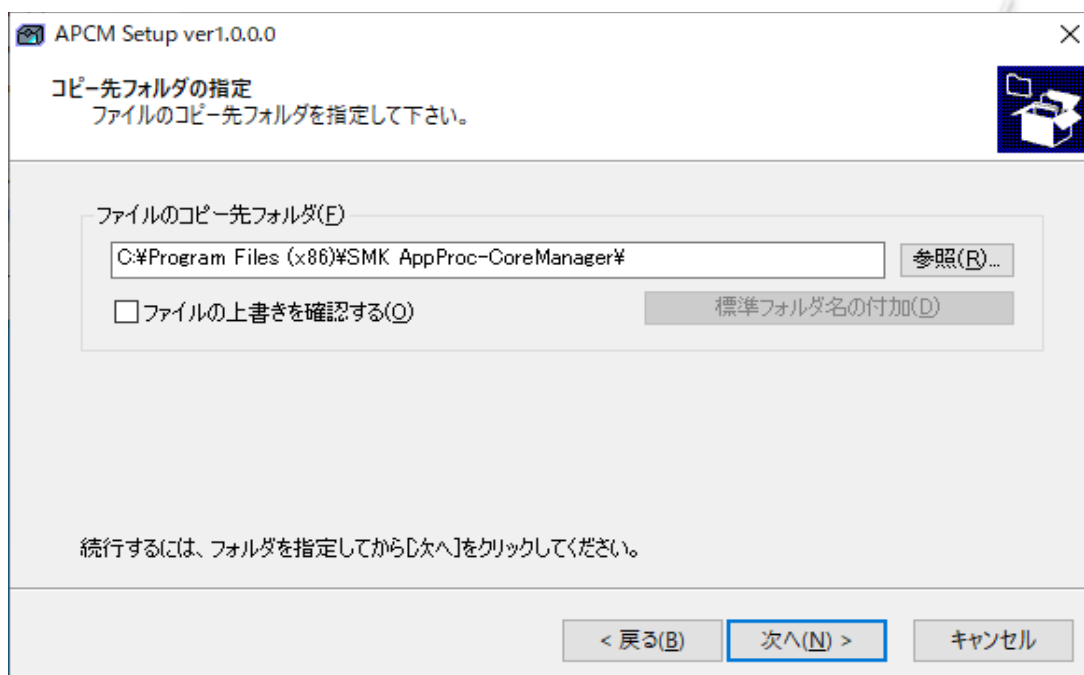 APCM Setup ver1.0.0.0
コピー先フォルダの指定
ファイルのコピー先フォルダを指定して下さい。
ファイルのコピー先フォルダ(F)
C:¥Program Files (x86)¥SMK AppProc-CoreManager¥
参照(R)...
ファイルの上書きを確認する(O)
標準フォルダ名の付加(D)
続行するには、フォルダを指定してから[次へ]をクリックしてください。
< 戻る(B)
次へ(N) >
キャンセル